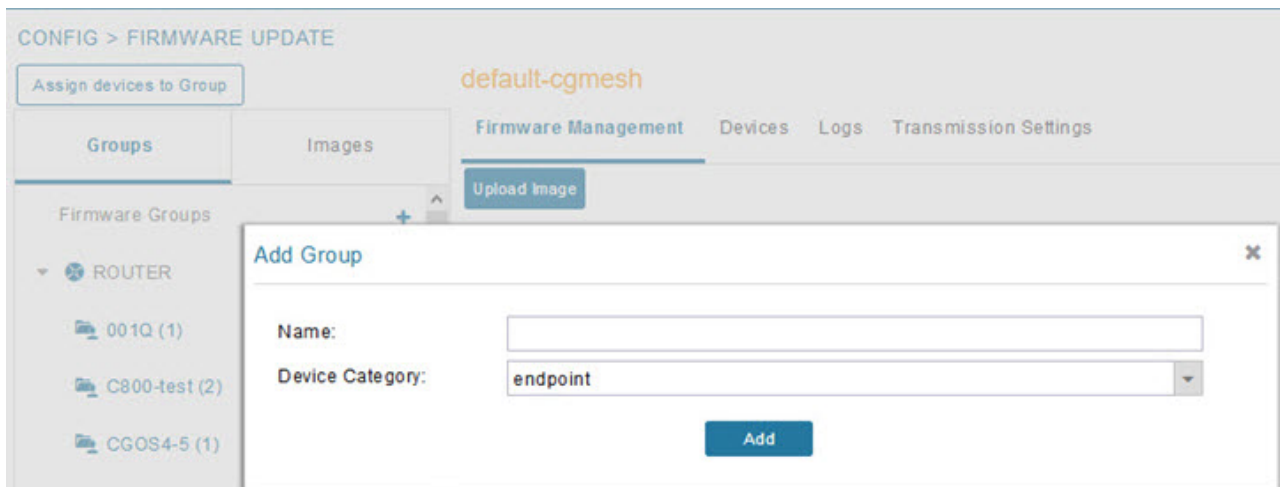 CONFIG > FIRMWARE UPDATE
Assign devices to Group
default-cgmesh
Groups
Images
Firmware Management
Devices
Logs
Transmission Settings
Upload Image
Firmware Groups
+
Add Group
ROUTER
001Q (1)
C800-test (2)
CGOS4-5 (1)
Name:
Device Category:
endpoint
Add